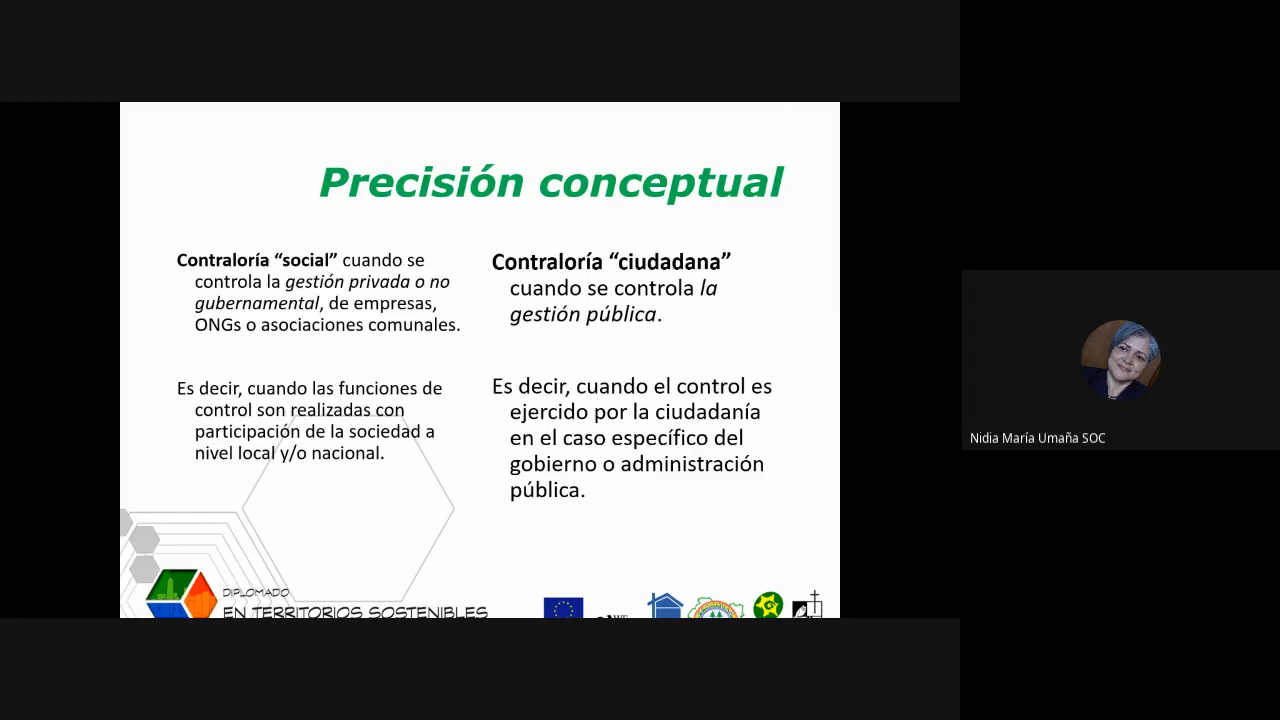 Precisión conceptual
Contraloría “social” cuando se
controla la gestión privada o no
gubernamental, de empresas,
ONGs o asociaciones comunales.
Es decir, cuando las funciones de
control son realizadas con
participación de la sociedad a
nivel local y/o nacional.
Contraloría “ciudadana”
cuando se controla la
gestión pública.
Es decir, cuando el control es
ejercido por la ciudadanía
en el caso específico del
gobierno o administración
pública.
DIPLOMADO
EN TERRITORIOS SOSTENIBLES
Nidia María Umaña SOC